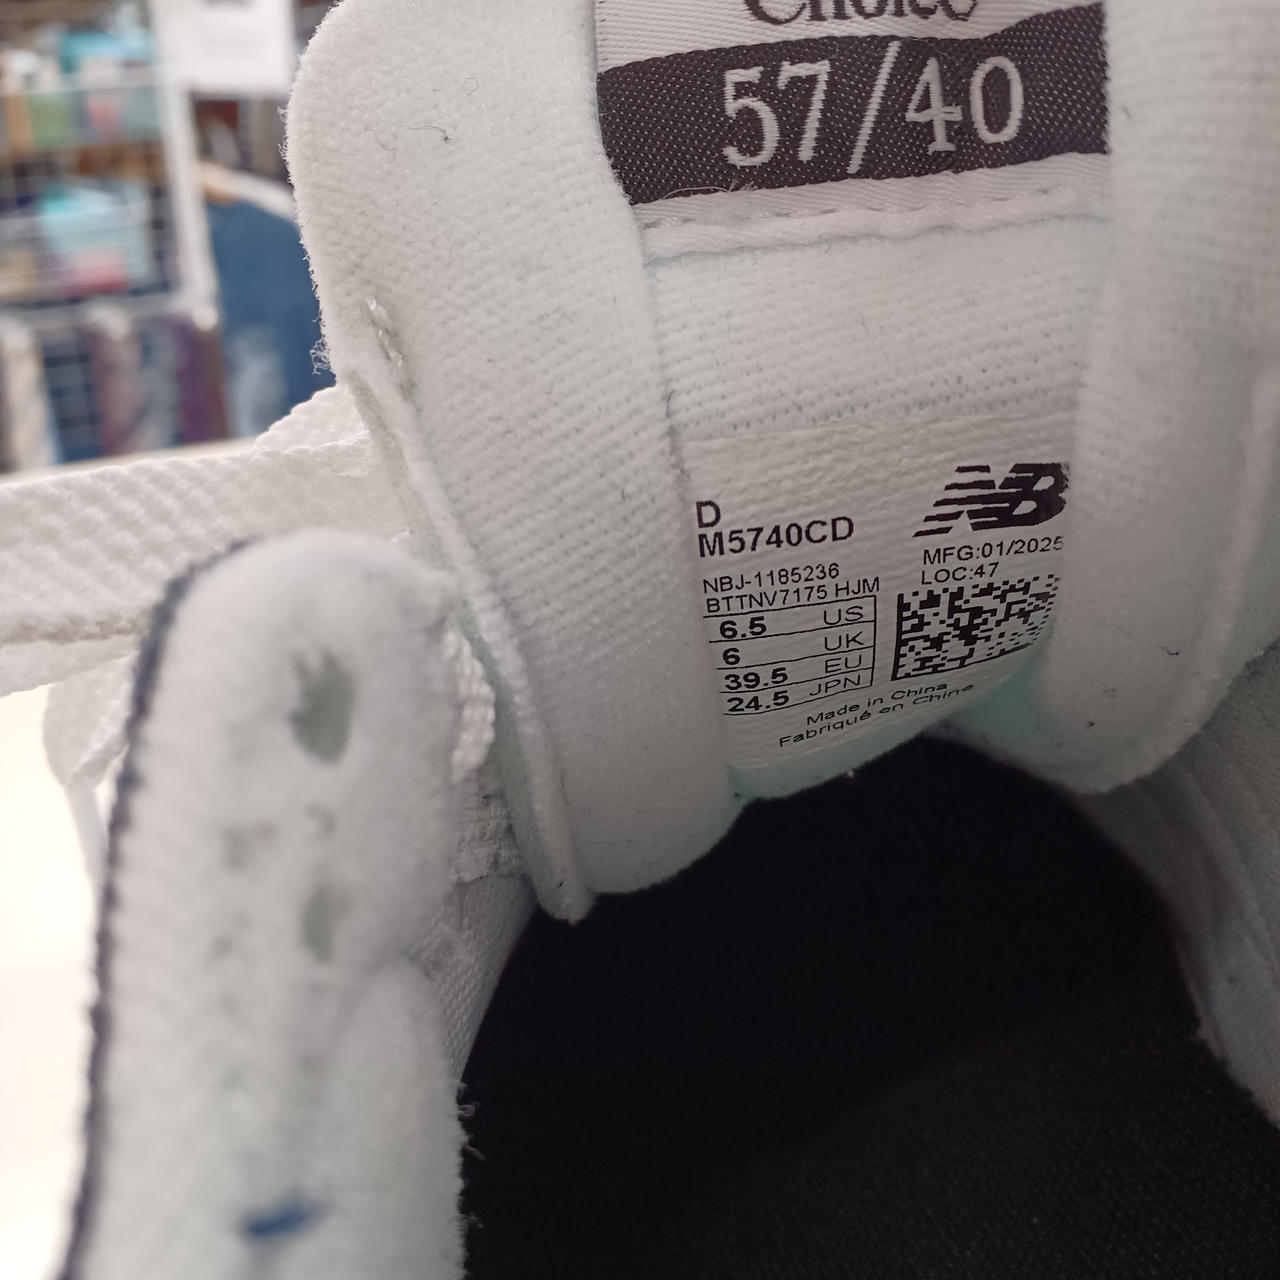 Choice
57/40
NB
D
M5740CD
MFG:01/2025
LOC:47
NBJ-1185236
BTTNV7175 HJM
6.5 US
6 UK
39.5 EU
24.5 JPN
Made in China
Fabriqué en Chine